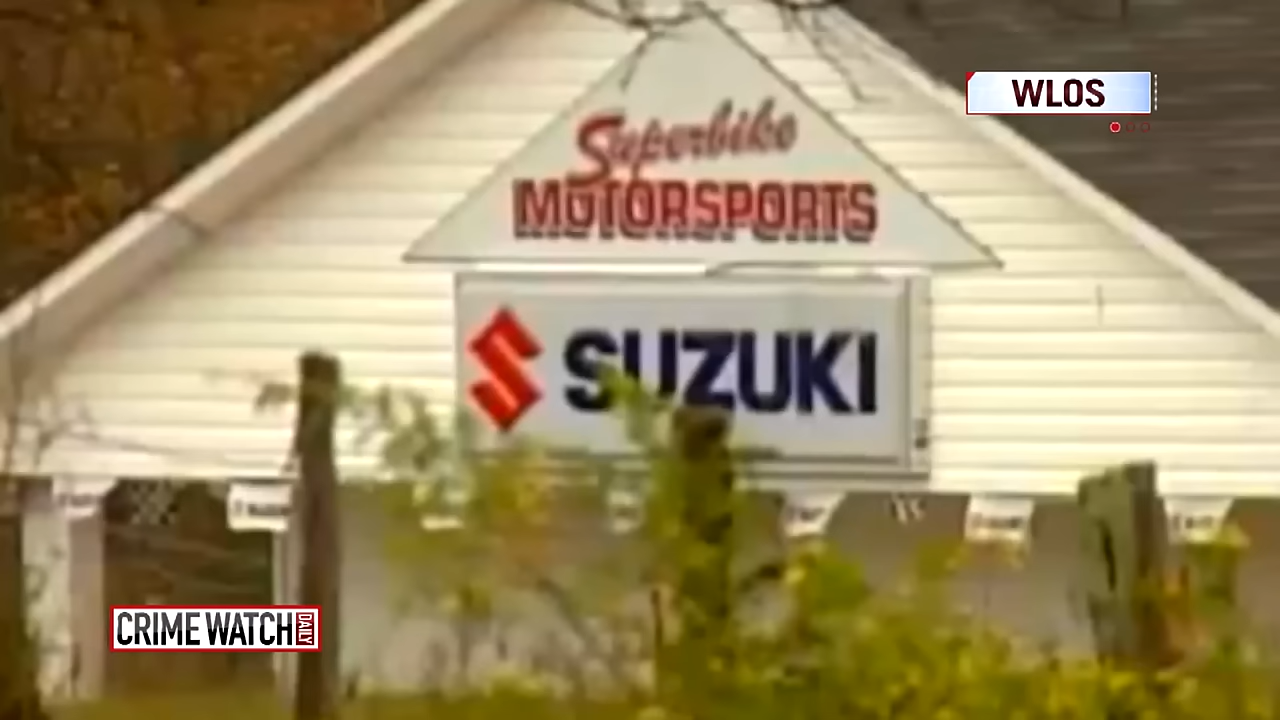 WLOS
Superbike
MOTORSPORTS
SUZUKI
CRIME WATCH
DAILY